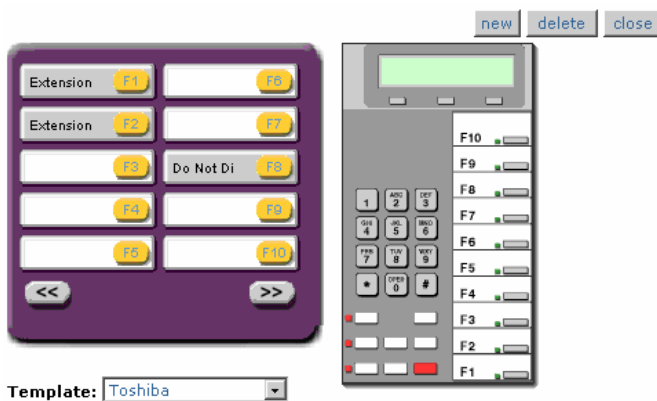 new delete close
Extension F1 F6
Extension F2 F7
F3 Do Not Di F8
F4 F9
F5 F10
<< >>
Template: Toshiba
F10
F9
F8
F7
F6
F5
F4
F3
F2
F1
1 ABC 2 DEF 3
GHI 4 JKL 5 MNO 6
PRS 7 TUV 8 WXY 9
* OPER 0 #